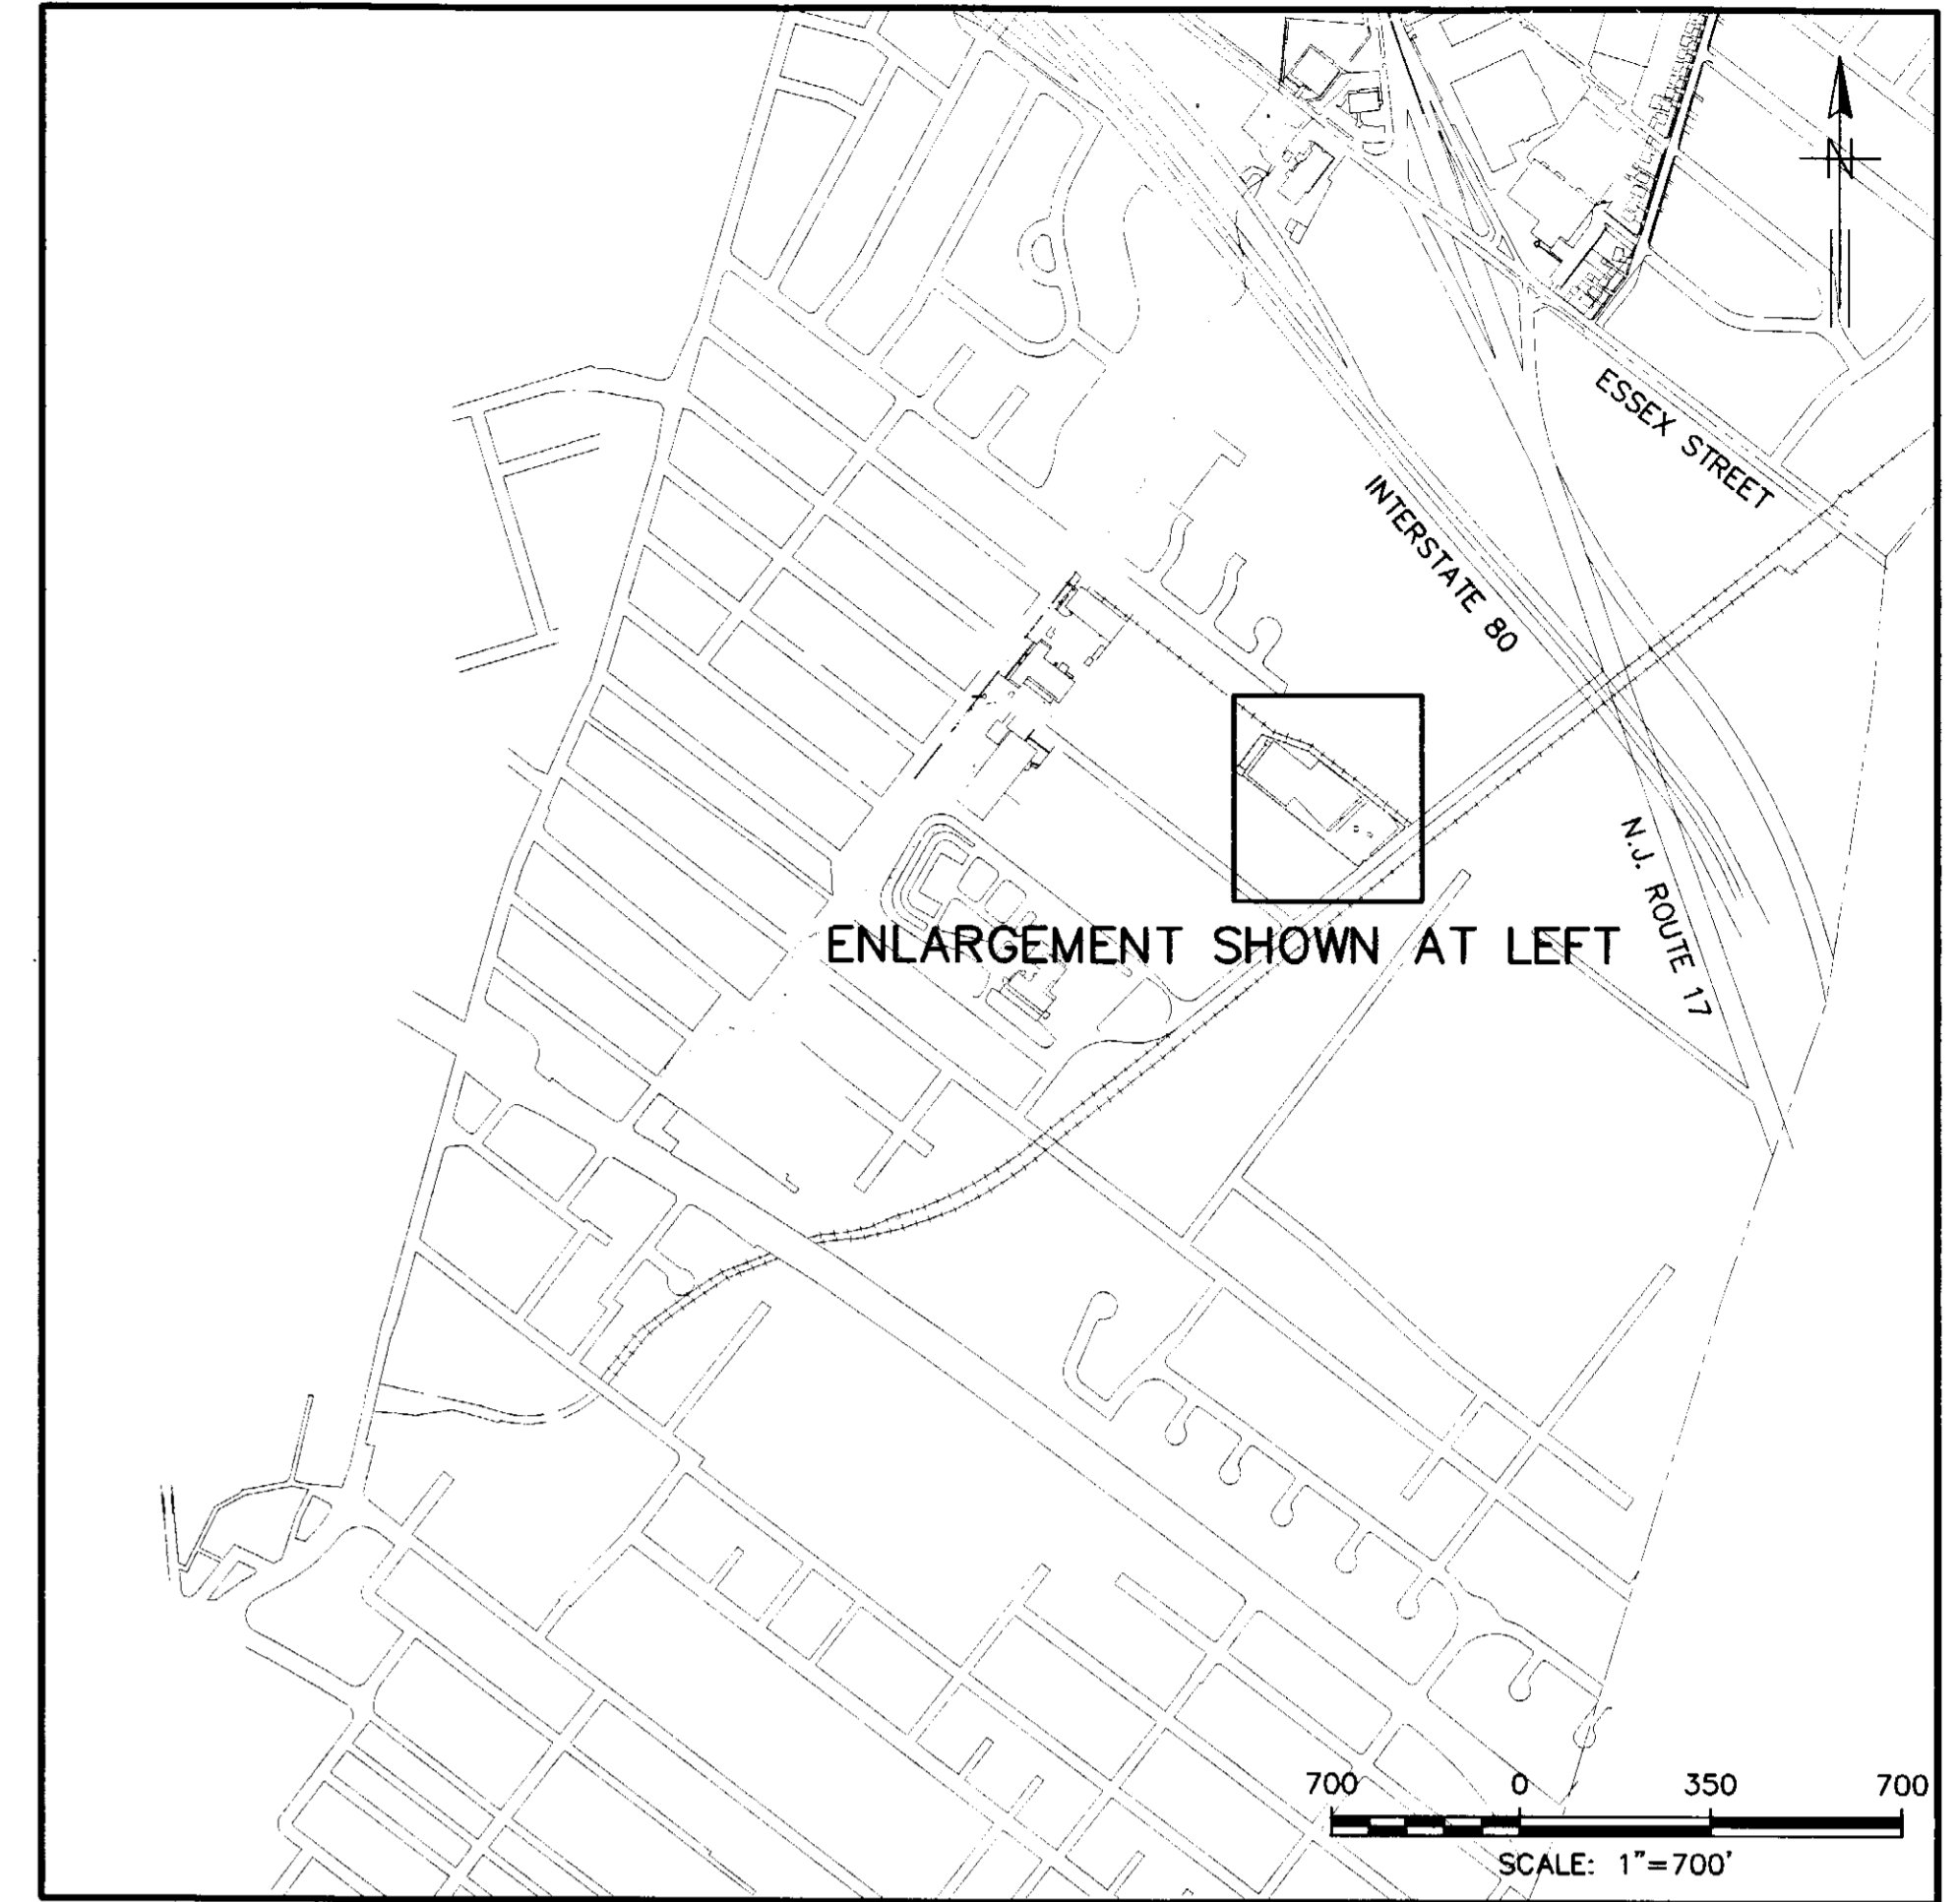 N
ESSEX STREET
INTERSTATE 80
N.J. ROUTE 17
ENLARGEMENT SHOWN AT LEFT
700 0 350 700
SCALE: 1"=700'